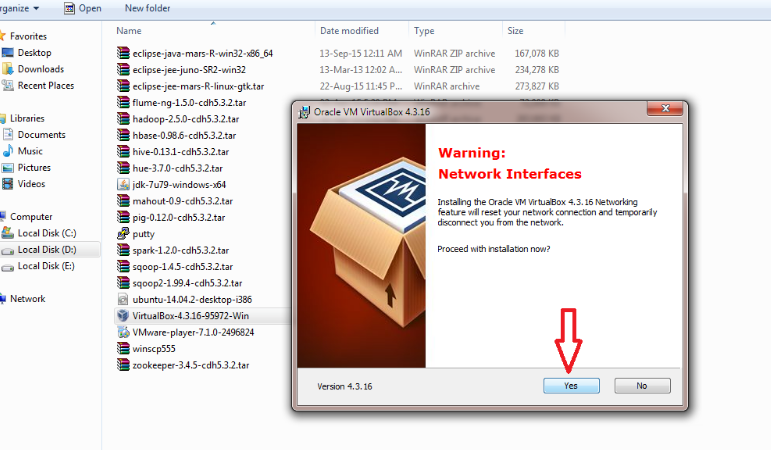 rganize Open New folder
Name Date modified Type Size
Favorites
Desktop
Downloads
Recent Places
Libraries
Documents
Music
Pictures
Videos
Computer
Local Disk (C:)
Local Disk (D:)
Local Disk (E:)
Network
eclipse-java-mars-R-win32-x86_64 13-Sep-15 12:11 AM WinRAR ZIP archive 167,078 KB
eclipse-jee-juno-SR2-win32 13-Mar-13 12:02 A... WinRAR ZIP archive 234,278 KB
eclipse-jee-mars-R-linux-gtk.tar 22-Aug-15 11:45 P... WinRAR archive 273,827 KB
flume-ng-1.5.0-cdh5.3.2.tar
hadoop-2.5.0-cdh5.3.2.tar
hbase-0.98.6-cdh5.3.2.tar
hive-0.13.1-cdh5.3.2.tar
hue-3.7.0-cdh5.3.2.tar
jdk-7u79-windows-x64
mahout-0.9-cdh5.3.2.tar
pig-0.12.0-cdh5.3.2.tar
putty
spark-1.2.0-cdh5.3.2.tar
sqoop-1.4.5-cdh5.3.2.tar
sqoop2-1.99.4-cdh5.3.2.tar
ubuntu-14.04.2-desktop-i386
VirtualBox-4.3.16-95972-Win
VMware-player-7.1.0-2496824
winscp555
zookeeper-3.4.5-cdh5.3.2.tar
Oracle VM VirtualBox 4.3.16
Warning:
Network Interfaces
Installing the Oracle VM VirtualBox 4.3.16 Networking
feature will reset your network connection and temporarily
disconnect you from the network.
Proceed with installation now?
Version 4.3.16 Yes No